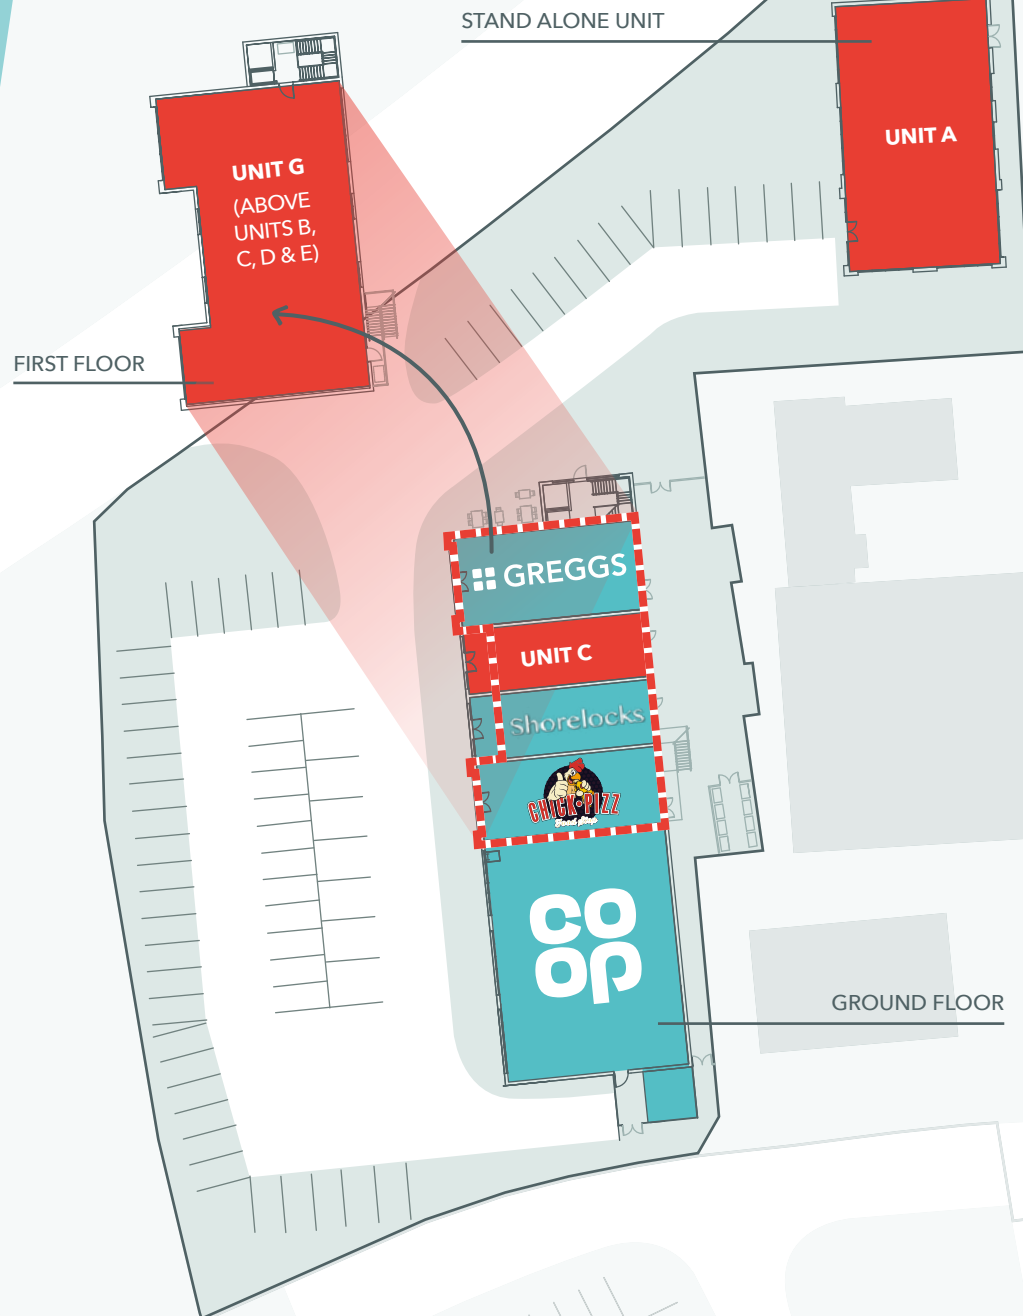 STAND ALONE UNIT
UNIT A
UNIT G
(ABOVE
UNITS B,
C, D & E)
FIRST FLOOR
GREGGS
UNIT C
Shorelocks
CHICK•PIZZ
CO
OP
GROUND FLOOR